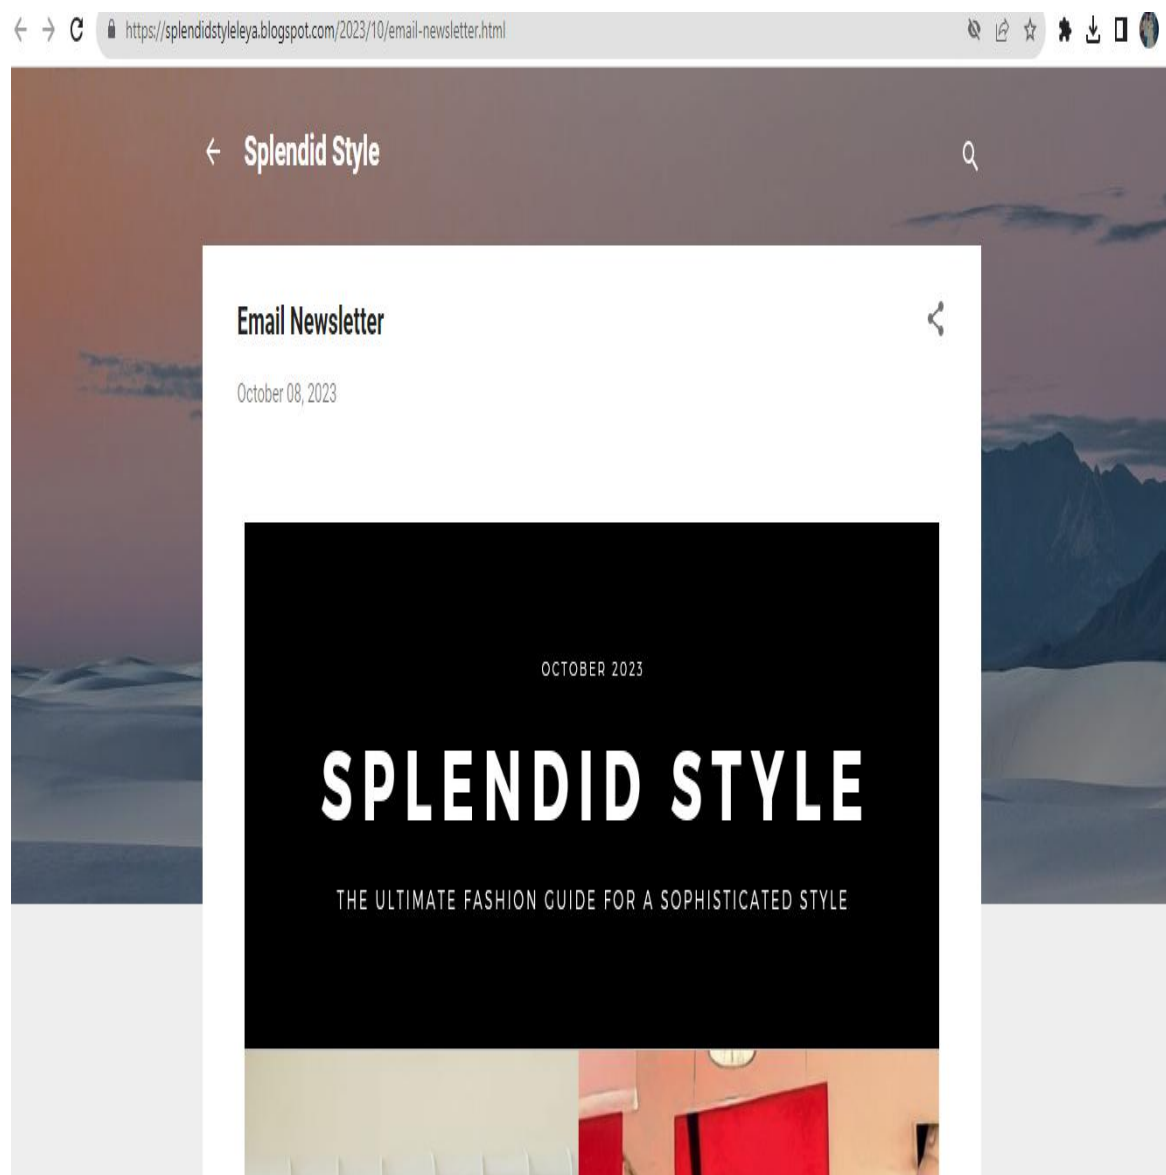 https://splendidstyleleya.blogspot.com/2023/10/email-newsletter.html
Splendid Style
Email Newsletter
October 08, 2023
OCTOBER 2023
SPLENDID STYLE
THE ULTIMATE FASHION GUIDE FOR A SOPHISTICATED STYLE